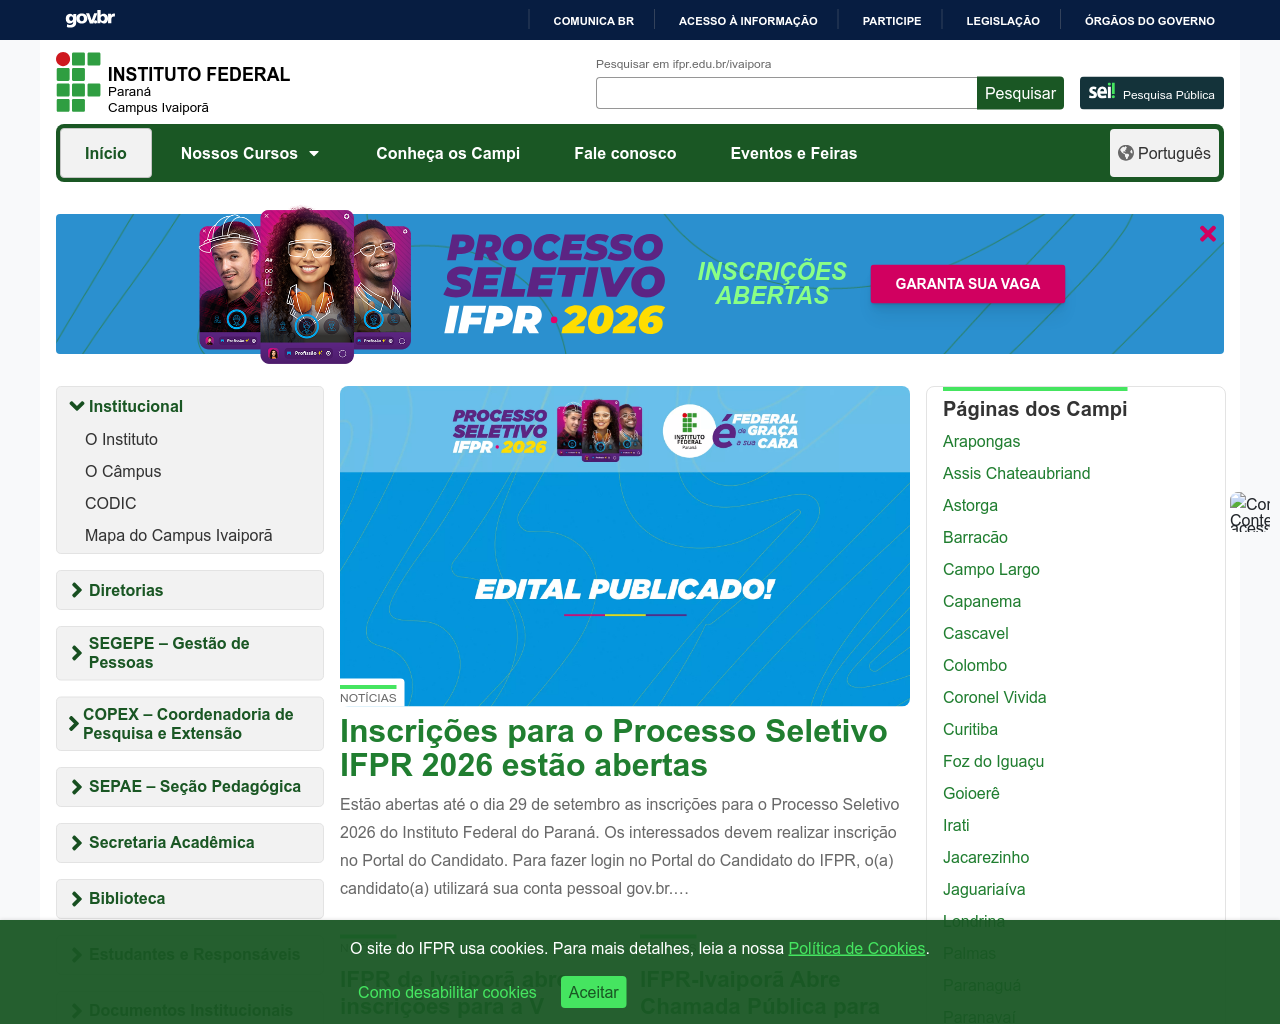 gov.br
COMUNICA BR
ACESSO À INFORMAÇÃO
PARTICIPE
LEGISLAÇÃO
ÓRGÃOS DO GOVERNO
INSTITUTO FEDERAL
Paraná
Campus Ivaiporã
Pesquisar em ifpr.edu.br/ivaipora
Pesquisar
sei! Pesquisa Pública
Início
Nossos Cursos
Conheça os Campi
Fale conosco
Eventos e Feiras
Português
PROCESSO
SELETIVO
IFPR · 2026
INSCRIÇÕES
ABERTAS
GARANTA SUA VAGA
Institucional
O Instituto
O Câmpus
CODIC
Mapa do Campus Ivaiporã
Diretorias
SEGEPE – Gestão de
Pessoas
COPEX – Coordenadoria de
Pesquisa e Extensão
SEPAE – Seção Pedagógica
Secretaria Acadêmica
Biblioteca
Estudantes e Responsáveis
Documentos Institucionais
PROCESSO
SELETIVO
IFPR · 2026
INSTITUTO
FEDERAL
Paraná
é FEDERAL
de GRAÇA
a sua CARA
EDITAL PUBLICADO!
NOTÍCIAS
Inscrições para o Processo Seletivo
IFPR 2026 estão abertas
Estão abertas até o dia 29 de setembro as inscrições para o Processo Seletivo
2026 do Instituto Federal do Paraná. Os interessados devem realizar inscrição
no Portal do Candidato. Para fazer login no Portal do Candidato do IFPR, o(a)
candidato(a) utilizará sua conta pessoal gov.br.…
IFPR de Ivaiporã abre
inscrições para a V
IFPR-Ivaiporã Abre
Chamada Pública para
Páginas dos Campi
Arapongas
Assis Chateaubriand
Astorga
Barracão
Campo Largo
Capanema
Cascavel
Colombo
Coronel Vivida
Curitiba
Foz do Iguaçu
Goioerê
Irati
Jacarezinho
Jaguariaíva
Londrina
Palmas
Paranaguá
Paranavaí
O site do IFPR usa cookies. Para mais detalhes, leia a nossa Política de Cookies.
Como desabilitar cookies
Aceitar